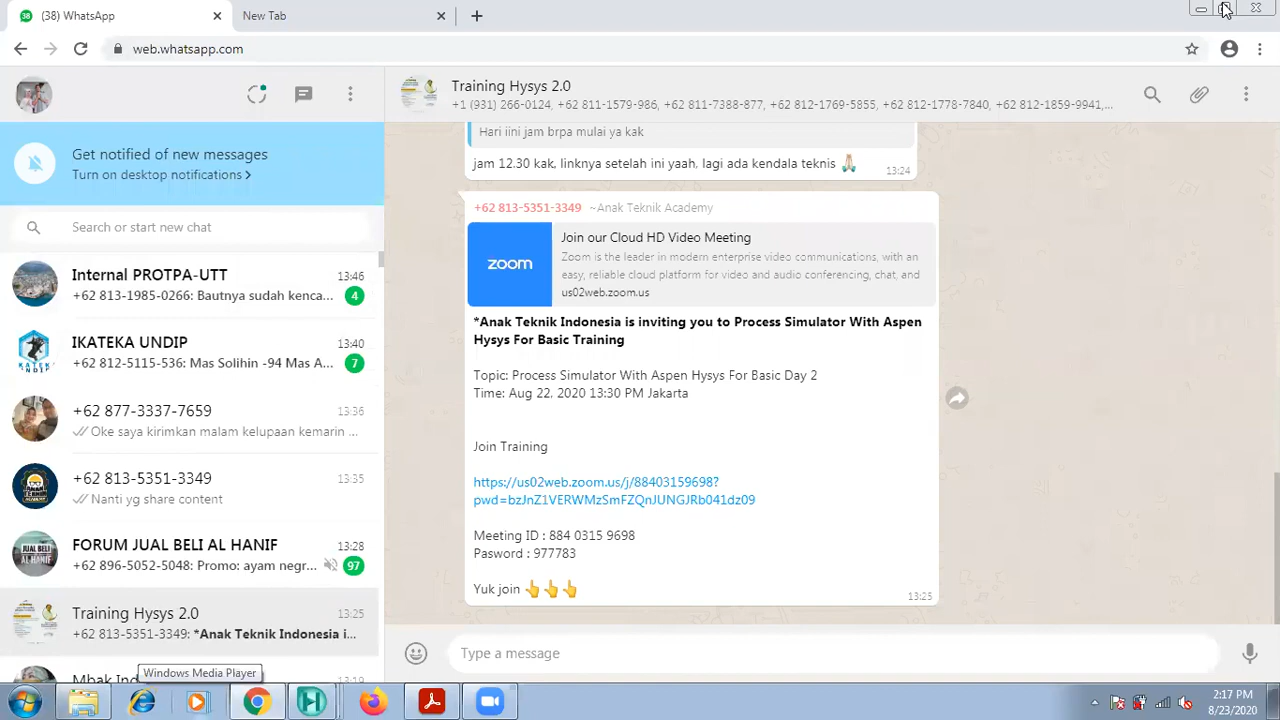 (38) WhatsApp
New Tab
web.whatsapp.com
Training Hysys 2.0
+1 (931) 266-0124, +62 811-1579-986, +62 811-7388-877, +62 812-1769-5855, +62 812-1778-7840, +62 812-1859-9941,...
Get notified of new messages
Turn on desktop notifications >
Search or start new chat
Internal PROTPA-UTT
13:46
+62 813-1985-0266: Bautnya sudah kenca...
4
IKATEKA UNDIP
13:40
+62 812-5115-536: Mas Solihin -94 Mas A...
7
+62 877-3337-7659
13:36
Oke saya kirimkan malam kelupaan kemarin ...
+62 813-5351-3349
13:35
Nanti yg share content
FORUM JUAL BELI AL HANIF
13:28
+62 896-5052-5048: Promo: ayam negr...
97
Training Hysys 2.0
13:25
+62 813-5351-3349: *Anak Teknik Indonesia i...
Mbak Ind
13:19
Windows Media Player
Hari iini jam brpa mulai ya kak
jam 12.30 kak, linknya setelah ini yaah, lagi ada kendala teknis 🙏
13:24
+62 813-5351-3349 ~Anak Teknik Academy
zoom
Join our Cloud HD Video Meeting
Zoom is the leader in modern enterprise video communications, with an
easy, reliable cloud platform for video and audio conferencing, chat, and
us02web.zoom.us
*Anak Teknik Indonesia is inviting you to Process Simulator With Aspen
Hysys For Basic Training
Topic: Process Simulator With Aspen Hysys For Basic Day 2
Time: Aug 22, 2020 13:30 PM Jakarta
Join Training
https://us02web.zoom.us/j/88403159698?
pwd=bzJnZ1VERWMzSmFZQnJUNGJRb041dz09
Meeting ID : 884 0315 9698
Pasword : 977783
Yuk join 👆👆👆
13:25
Type a message
2:17 PM
8/23/2020